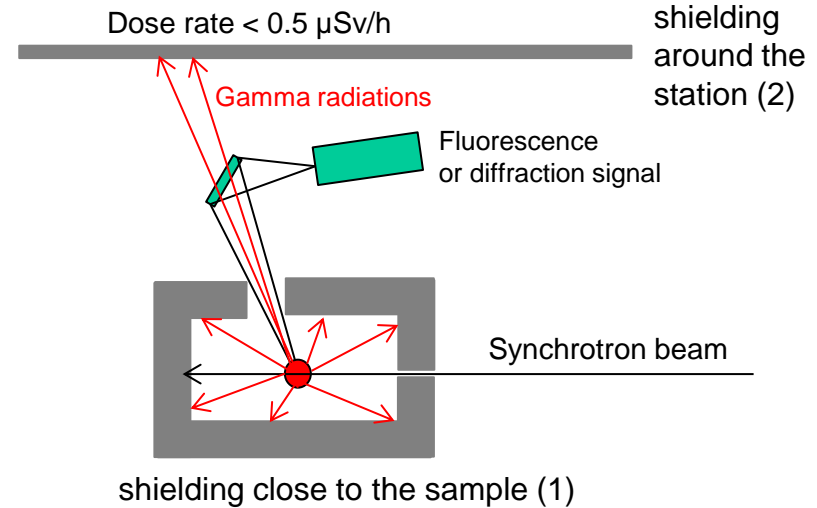 Dose rate < 0.5 µSv/h
shielding
around the
station (2)
Gamma radiations
Fluorescence
or diffraction signal
Synchrotron beam
shielding close to the sample (1)